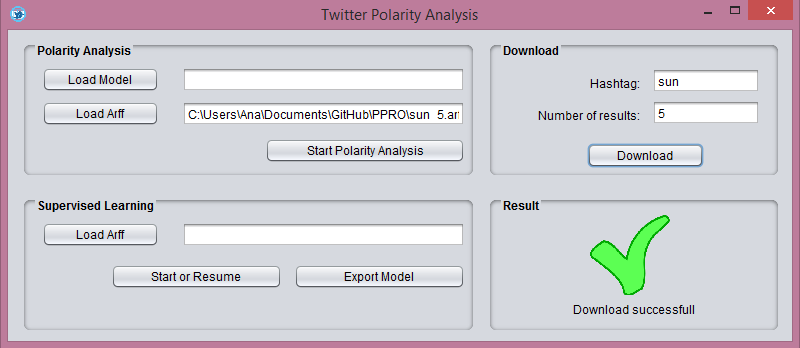 Twitter Polarity Analysis
Polarity Analysis
Load Model
Load Arff
C:\Users\Ana\Documents\GitHub\PPRO\sun 5.ar
Start Polarity Analysis
Download
Hashtag:
sun
Number of results:
5
Download
Supervised Learning
Load Arff
Start or Resume
Export Model
Result
Download successfull